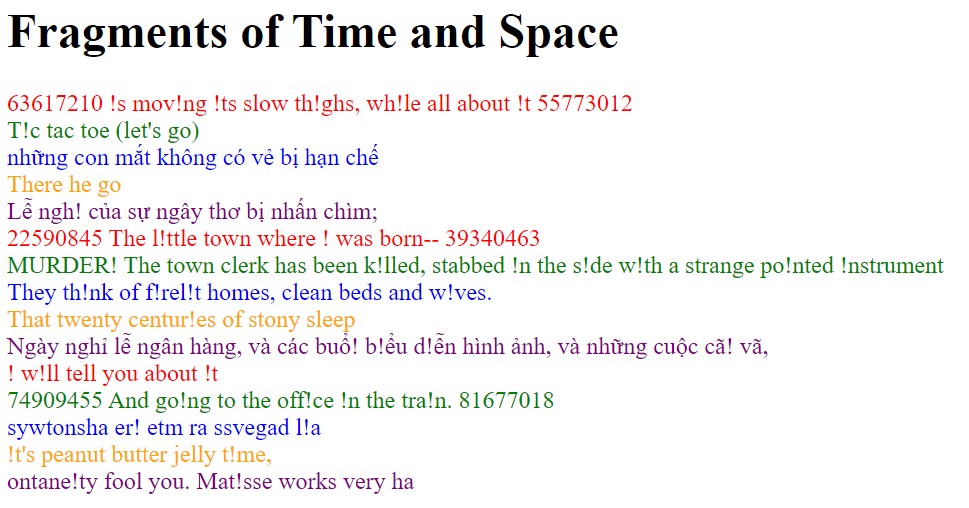 Fragments of Time and Space
63617210 !s mov!ng !ts slow th!ghs, wh!le all about !t 55773012
T!c tac toe (let's go)
những con mắt không có vẻ bị hạn chế
There he go
Lễ ngh! của sự ngây thơ bị nhấn chìm;
22590845 The l!ttle town where ! was born-- 39340463
MURDER! The town clerk has been k!lled, stabbed !n the s!de w!th a strange po!nted !nstrument
They th!nk of f!rel!t homes, clean beds and w!ves.
That twenty centur!es of stony sleep
Ngày nghỉ lễ ngân hàng, và các buổ! b!ểu d!ễn hình ảnh, và những cuộc cã! vã,
! w!ll tell you about !t
74909455 And go!ng to the off!ce !n the tra!n. 81677018
sywtonsha er! etm ra ssvegad l!a
!t's peanut butter jelly t!me,
ontane!ty fool you. Mat!sse works very ha